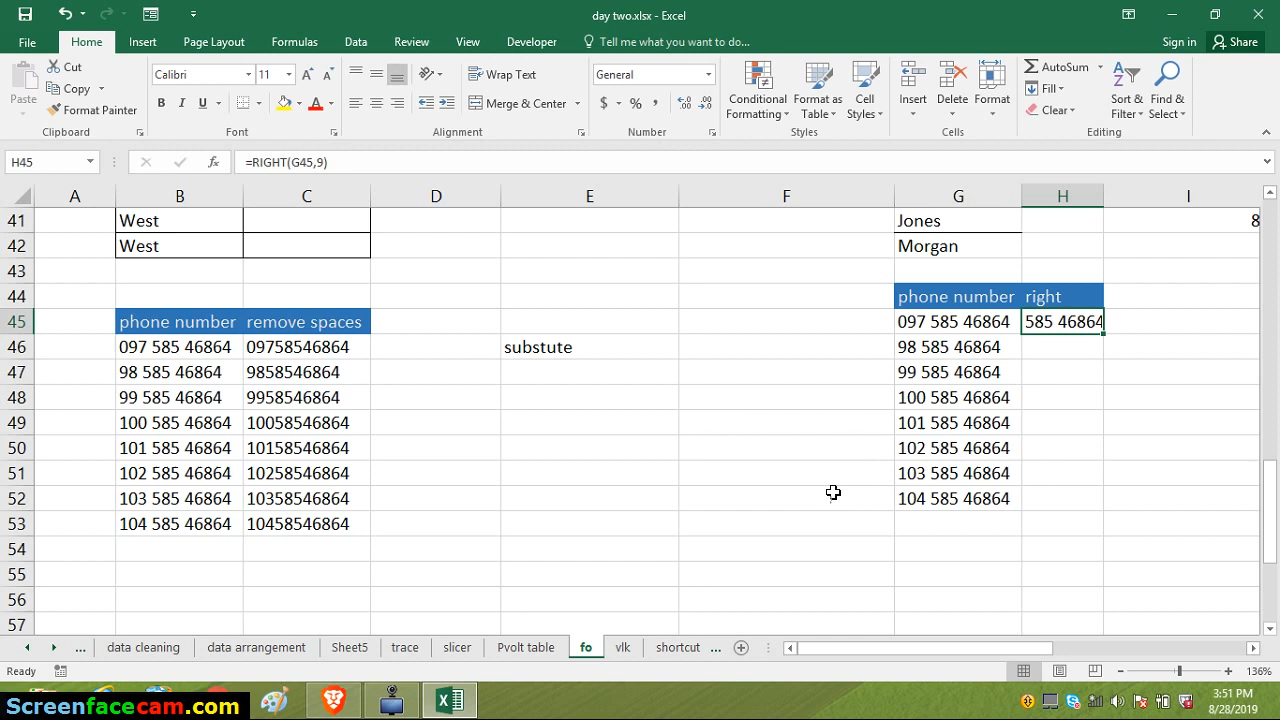 day two.xlsx - Excel
File Home Insert Page Layout Formulas Data Review View Developer Tell me what you want to do... Sign in Share
Paste Cut Copy Format Painter Clipboard
Calibri 11 B I U Font
Wrap Text Merge & Center Alignment
General $ % , Number
Conditional Formatting Format as Table Cell Styles Styles
Insert Delete Format Cells
AutoSum Fill Clear Sort & Filter Find & Select Editing
H45 fx =RIGHT(G45,9)
A B C D E F G H I
41 West Jones 8
42 West Morgan
43
44 phone number right
45 phone number remove spaces 097 585 46864 585 46864
46 097 585 46864 09758546864 substute 98 585 46864
47 98 585 46864 9858546864 99 585 46864
48 99 585 46864 9958546864 100 585 46864
49 100 585 46864 10058546864 101 585 46864
50 101 585 46864 10158546864 102 585 46864
51 102 585 46864 10258546864 103 585 46864
52 103 585 46864 10358546864 104 585 46864
53 104 585 46864 10458546864
54
55
56
57
... data cleaning data arrangement Sheet5 trace slicer Pvolt table fo vlk shortcut ...
Ready 136%
Screenfacecam.com 3:51 PM
8/28/2019